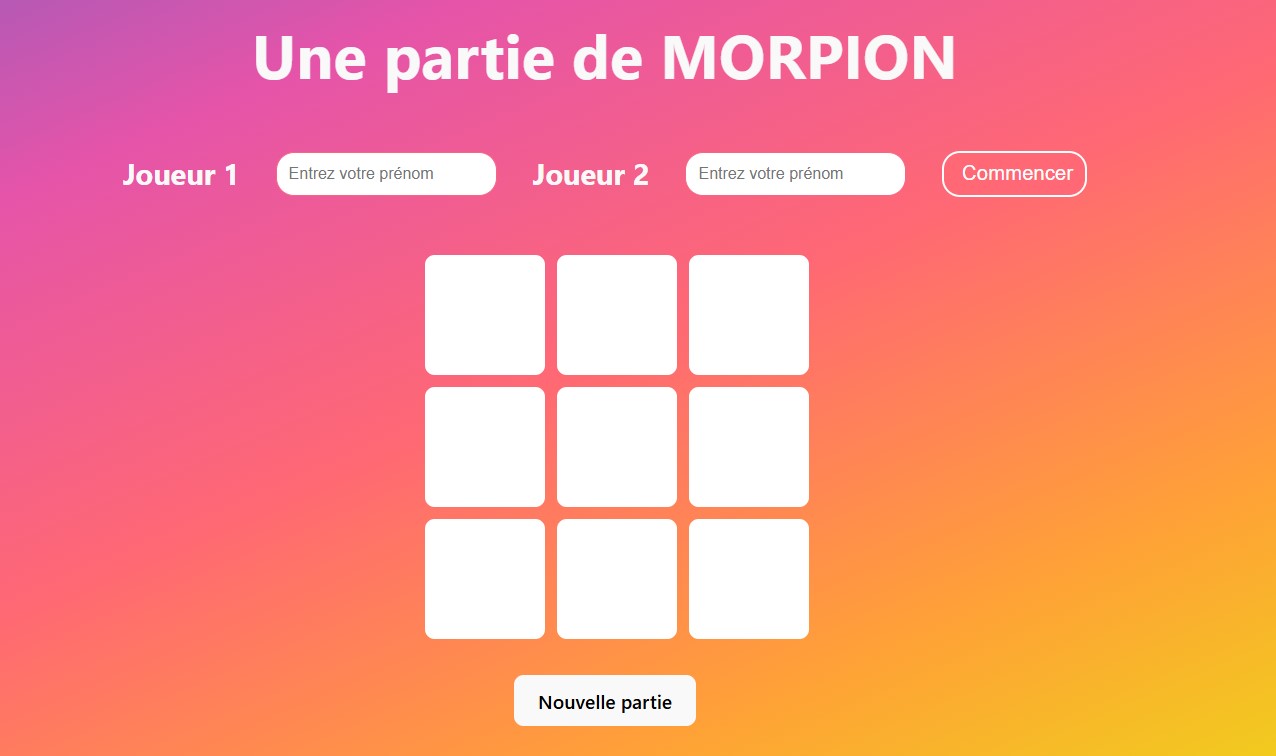 Une partie de MORPION
Joueur 1 Entrez votre prénom Joueur 2 Entrez votre prénom Commencer
Nouvelle partie